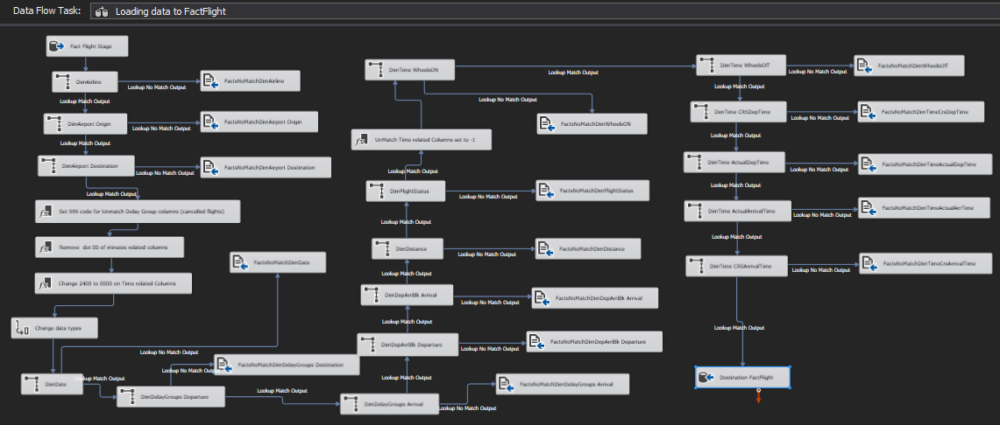 Data Flow Task: Loading data to FactFlight
Fact Flight Stage
DimAirline
Lookup No Match Output
FactsNoMatchDimAirline
Lookup Match Output
DimAirport Origin
Lookup No Match Output
FactsNoMatchDimAirport Origin
Lookup Match Output
DimAirport Destination
Lookup No Match Output
FactsNoMatchDimAirport Destination
Lookup Match Output
Set 999 code for Unmatch Delay Group columns (cancelled flights)
Remove dot 00 of minutes related columns
Change 2400 to 0000 on Time related Columns
Change data types
DimDate
Lookup No Match Output
FactsNoMatchDimDate
Lookup Match Output
DimDelayGroups Departure
Lookup No Match Output
FactsNoMatchDimDelayGroups Destination
Lookup Match Output
DimDelayGroups Arrival
Lookup No Match Output
FactsNoMatchDimDelayGroups Arrival
Lookup Match Output
DimDepArrBlk Departure
Lookup No Match Output
FactsNoMatchDimDepArrBlk Departure
Lookup Match Output
DimDepArrBlk Arrival
Lookup No Match Output
FactsNoMatchDimDepArrBlk Arrival
Lookup Match Output
DimDistance
Lookup No Match Output
FactsNoMatchDimDistance
Lookup Match Output
DimFlightStatus
Lookup No Match Output
FactsNoMatchDimFlightStatus
Lookup Match Output
UnMatch Time related Columns set to -1
DimTime WheelsON
Lookup No Match Output
FactsNoMatchDimWheelsON
Lookup Match Output
DimTime WheelsOff
Lookup No Match Output
FactsNoMatchDimWheelsOff
Lookup Match Output
DimTime CRSDepTime
Lookup No Match Output
FactsNoMatchDimTimeCrsDepTime
Lookup Match Output
DimTime ActualDepTime
Lookup No Match Output
FactsNoMatchDimTimeActualDepTime
Lookup Match Output
DimTime ActualArrivalTime
Lookup No Match Output
FactsNoMatchDimTimeActualArrTime
Lookup Match Output
DimTime CRSArrivalTime
Lookup No Match Output
FactsNoMatchDimTimeCrsArrivalTime
Lookup Match Output
Destination FactFlight